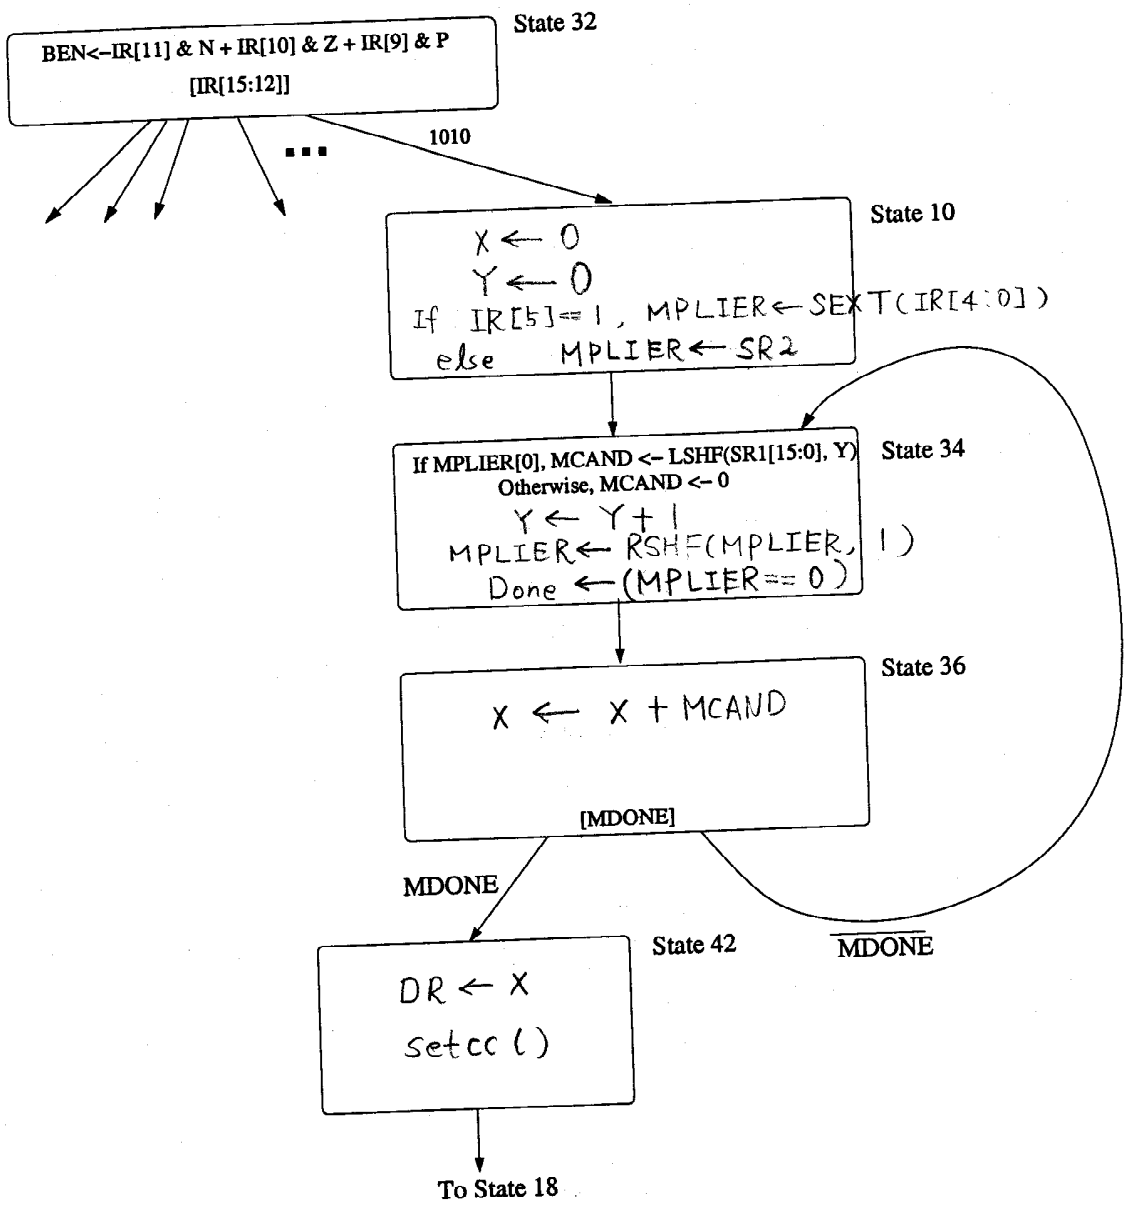 State 32
BEN<-IR[11] & N + IR[10] & Z + IR[9] & P
[IR[15:12]]
1010
State 10
X ← 0
Y ← 0
If IR[5]==1, MPLIER ← SEXT(IR[4:0])
else MPLIER ← SR2
State 34
If MPLIER[0], MCAND <- LSHF(SR1[15:0], Y)
Otherwise, MCAND <- 0
Y ← Y + 1
MPLIER ← RSHF(MPLIER, 1)
Done ← (MPLIER == 0)
State 36
X ← X + MCAND
[MDONE]
MDONE
M̅D̅O̅N̅E̅
State 42
DR ← X
setcc ()
To State 18